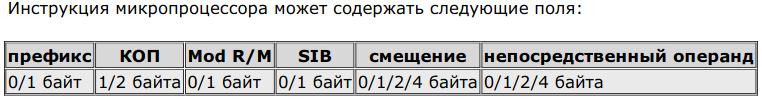 Инструкция микропроцессора может содержать следующие поля:
префикс КОП Mod R/M SIB смещение непосредственный операнд
0/1 байт 1/2 байта 0/1 байт 0/1 байт 0/1/2/4 байта 0/1/2/4 байта